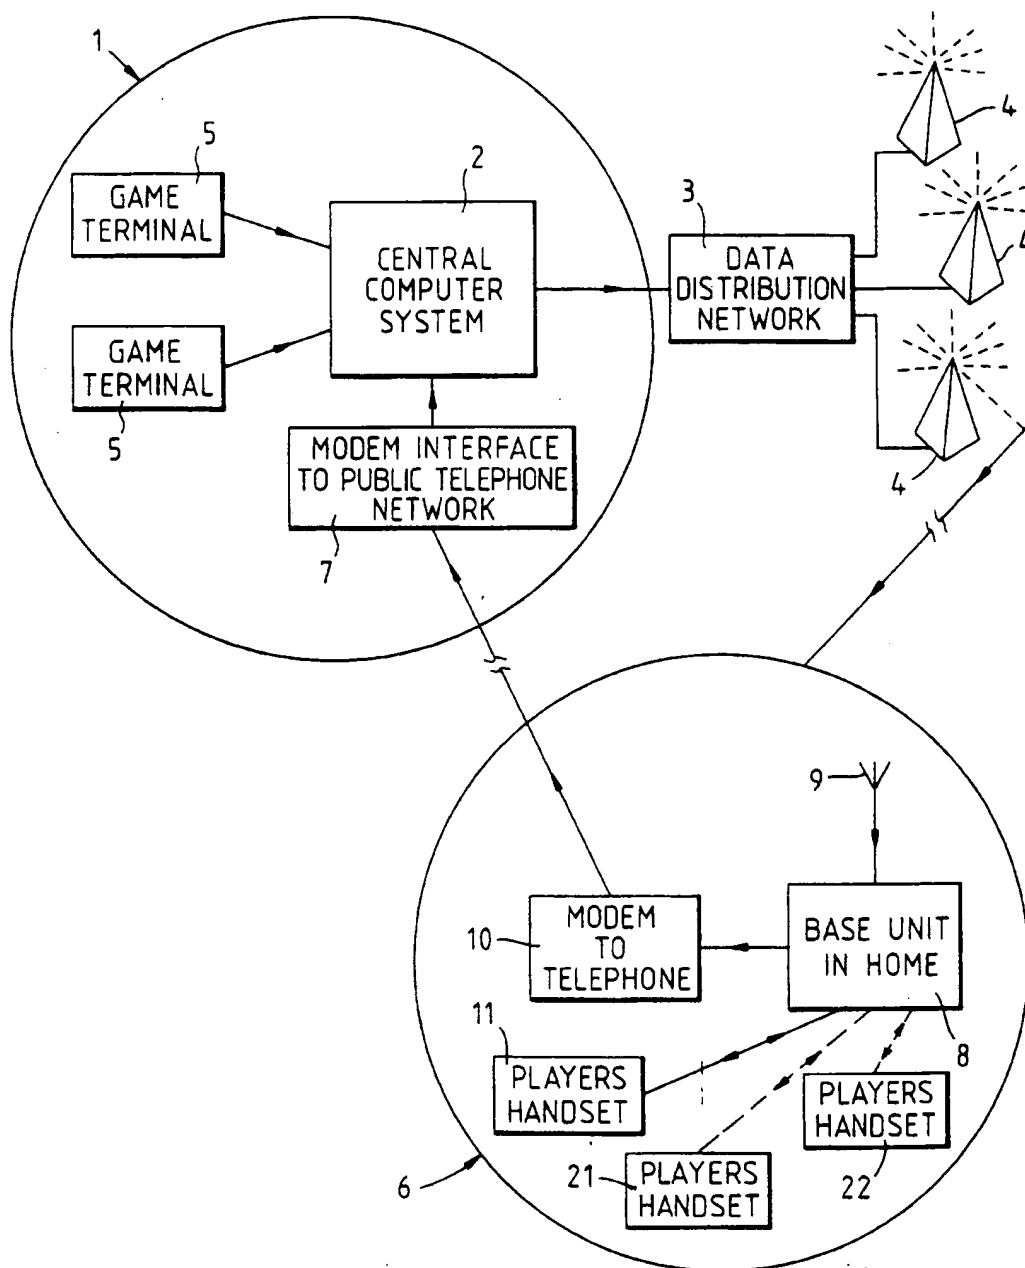 1
5
GAME
TERMINAL
2
CENTRAL
COMPUTER
SYSTEM
3
DATA
DISTRIBUTION
NETWORK
4
4
4
GAME
TERMINAL
5
MODEM INTERFACE
TO PUBLIC TELEPHONE
NETWORK
7
9
10
MODEM
TO
TELEPHONE
BASE UNIT
IN HOME
8
11
PLAYERS
HANDSET
PLAYERS
HANDSET
22
21
PLAYERS
HANDSET
6